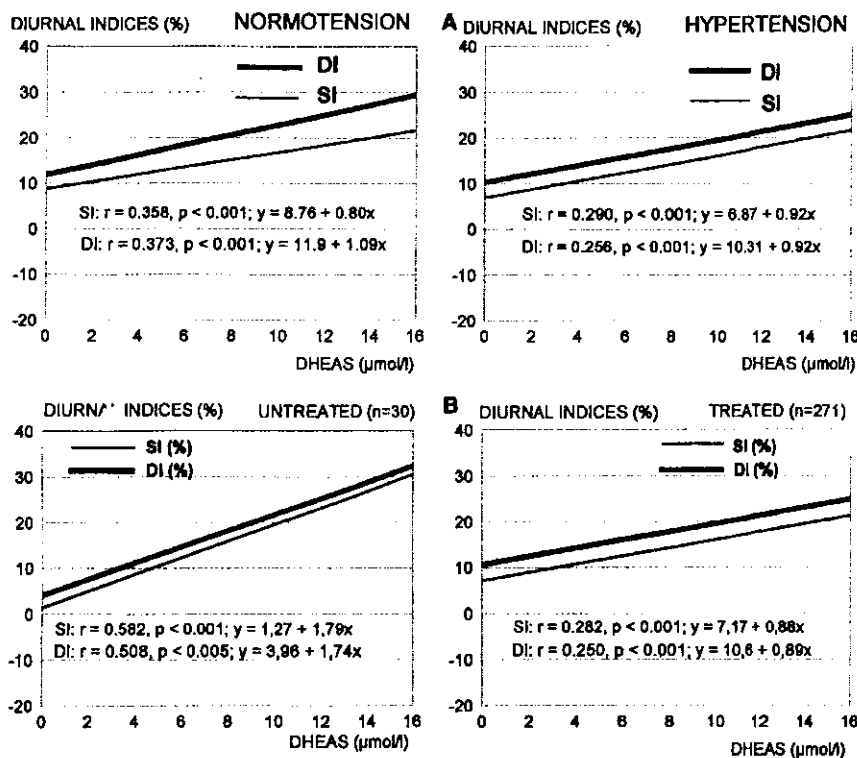 DIURNAL INDICES (%) NORMOTENSION
40
30
20
10
0
-10
-20
DI
SI
SI: r = 0.358, p < 0.001; y = 8.76 + 0.80x
DI: r = 0.373, p < 0.001; y = 11.9 + 1.09x
0 2 4 6 8 10 12 14 16
DHEAS (µmol/l)
A DIURNAL INDICES (%) HYPERTENSION
40
30
20
10
0
-10
-20
DI
SI
SI: r = 0.290, p < 0.001; y = 6.87 + 0.92x
DI: r = 0.256, p < 0.001; y = 10.31 + 0.92x
0 2 4 6 8 10 12 14 16
DHEAS (µmol/l)
INDICES (%) UNTREATED (n=30)
40
30
20
10
0
-10
-20
SI (%)
DI (%)
SI: r = 0.582, p < 0.001; y = 1,27 + 1,79x
DI: r = 0.508, p < 0.005; y = 3,96 + 1,74x
0 2 4 6 8 10 12 14 16
DHEAS (µmol/l)
B DIURNAL INDICES (%) TREATED (n=271)
40
30
20
10
0
-10
-20
SI (%)
DI (%)
SI: r = 0.282, p < 0.001; y = 7,17 + 0,88x
DI: r = 0.250, p < 0.001; y = 10,6 + 0,89x
0 2 4 6 8 10 12 14 16
DHEAS (µmol/l)